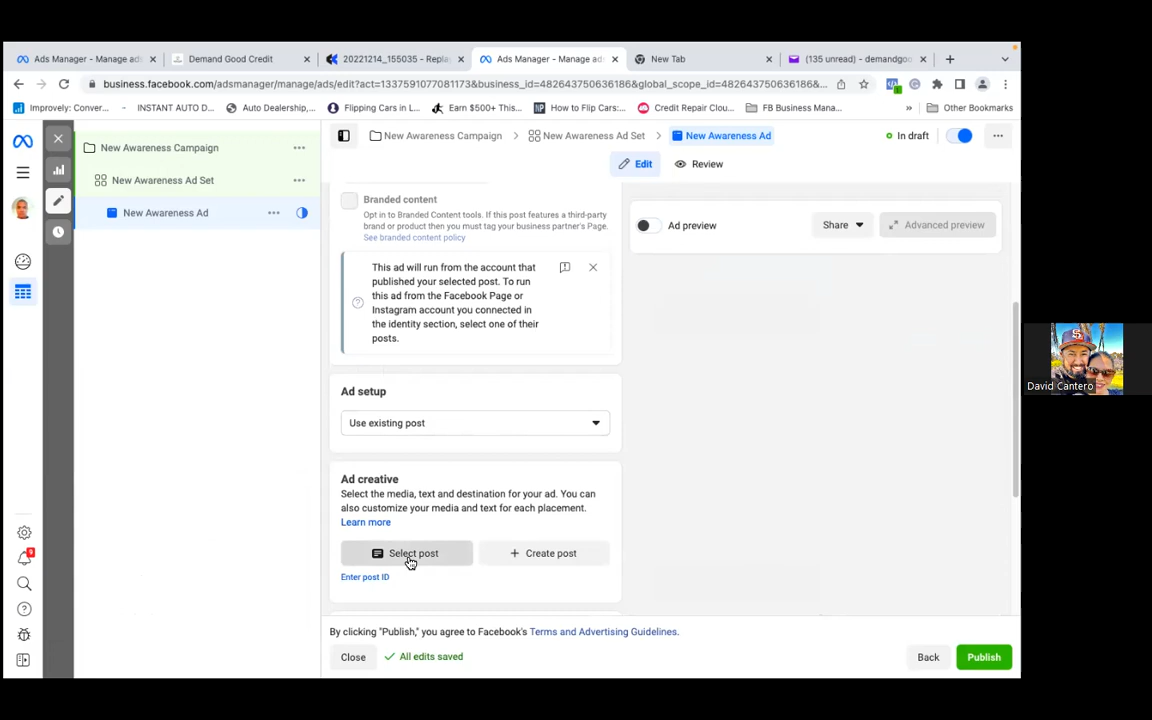 Ads Manager - Manage ad
Demand Good Credit
20221214_155035 - Repla
Ads Manager - Manage ad
New Tab
(135 unread) - demandgoo
business.facebook.com/adsmanager/manage/ads/edit?act=1337591077081173&business_id=482643750636186&global_scope_id=482643750636186&...
Improvely: Conver...
INSTANT AUTO D...
Auto Dealership,...
Flipping Cars in L...
Earn $500+ This...
How to Flip Cars:...
Credit Repair Clou...
FB Business Mana...
»
Other Bookmarks
New Awareness Campaign
New Awareness Ad Set
New Awareness Ad
New Awareness Campaign
New Awareness Ad Set
New Awareness Ad
In draft
Edit
Review
Branded content
Opt in to Branded Content tools. If this post features a third-party
brand or product then you must tag your business partner's Page.
See branded content policy
This ad will run from the account that
published your selected post. To run
this ad from the Facebook Page or
Instagram account you connected in
the identity section, select one of their
posts.
Ad preview
Share
Advanced preview
Ad setup
Use existing post
Ad creative
Select the media, text and destination for your ad. You can
also customize your media and text for each placement.
Learn more
Select post
+ Create post
Enter post ID
By clicking "Publish," you agree to Facebook's Terms and Advertising Guidelines.
Close
All edits saved
Back
Publish
David Cantero